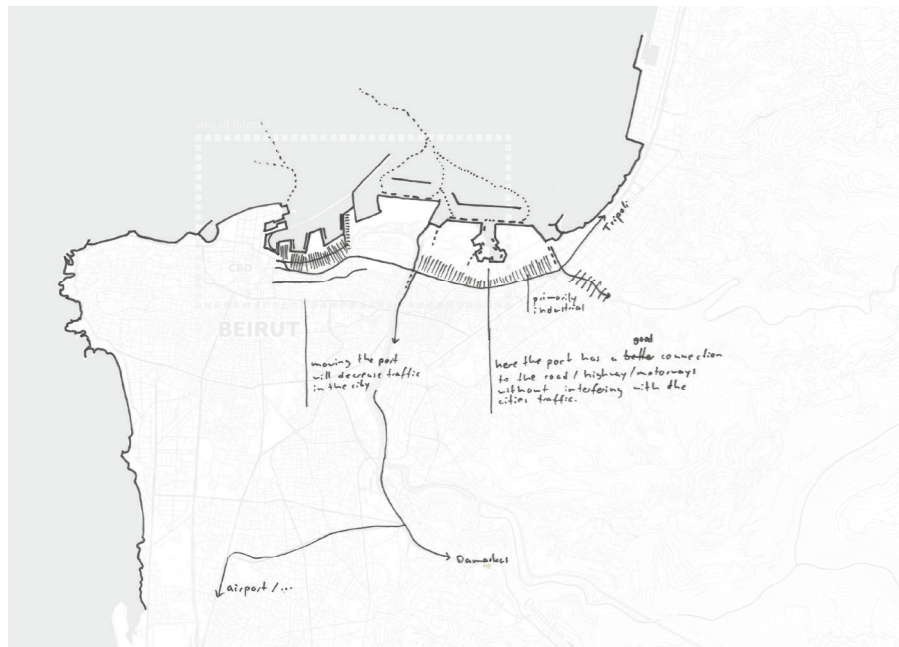 area of interest
Tripoli
CBD
primarily
industrial
BEIRUT
good
here the port has a better connection
to the road / highway / motorways
without interfering with the
cities traffic.
moving the port
will decrease traffic
in the city
Damaskus
airport / ...